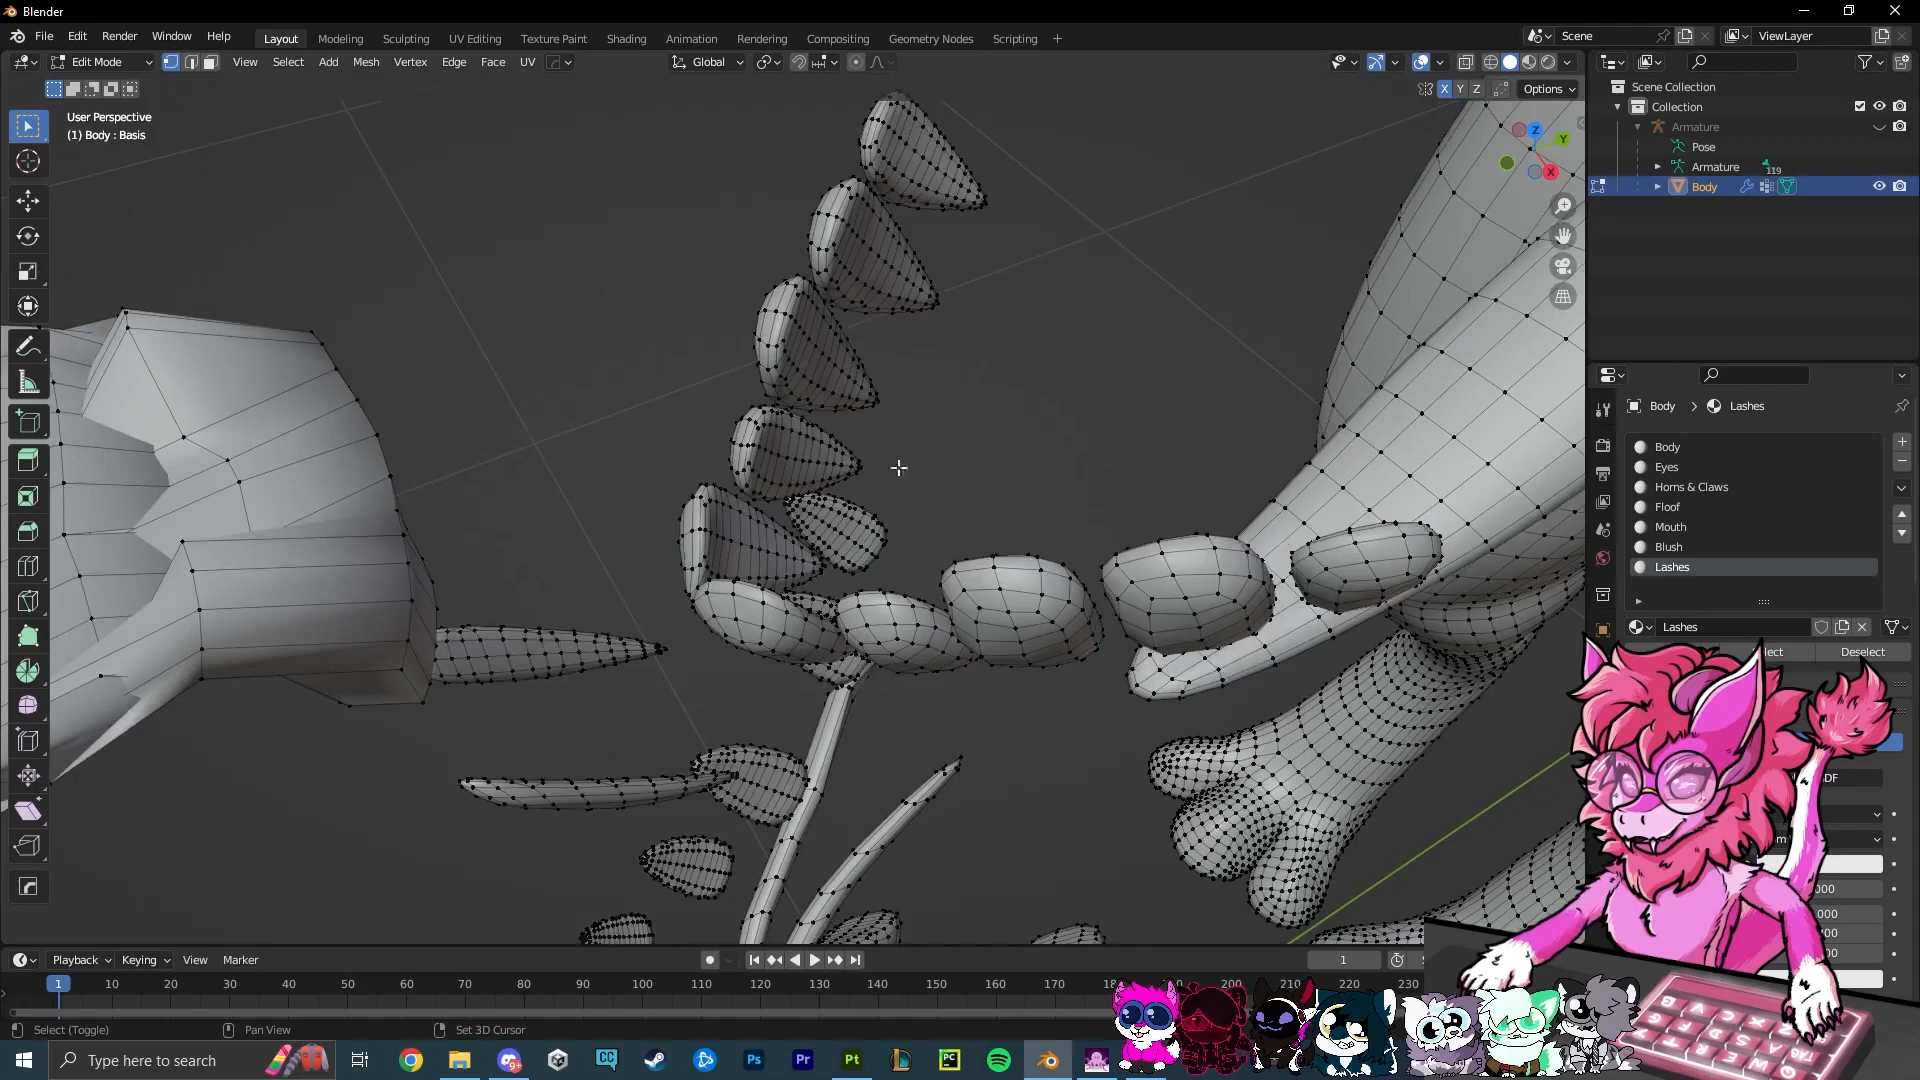 Blender
File Edit Render Window Help Layout Modeling Sculpting UV Editing Texture Paint Shading Animation Rendering Compositing Geometry Nodes Scripting + Scene ViewLayer
Edit Mode View Select Add Mesh Vertex Edge Face UV Global
X Y Z Options
User Perspective
(1) Body : Basis
Scene Collection
Collection
Armature
Pose
Armature 119
Body
Z Y X
Body > Lashes
Body
Eyes
Horns & Claws
Floof
Mouth
Blush
Lashes
Lashes
Deselect
Playback Keying View Marker 1
1 10 20 30 40 50 60 70 80 90 100 110 120 130 140 150 160 170 200 210 220 230
Select (Toggle) Pan View Set 3D Cursor
Type here to search